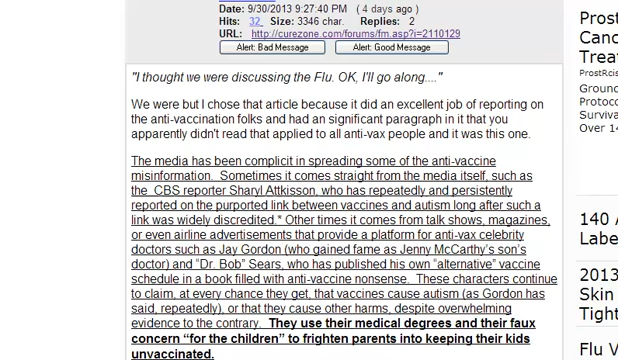 Date: 9/30/2013 9:27:40 PM ( 4 days ago )
Hits: 32 Size: 3346 char. Replies: 2
URL: http://curezone.com/forums/fm.asp?i=2110129
Alert: Bad Message Alert: Good Message
"I thought we were discussing the Flu. OK, I'll go along...."
We were but I chose that article because it did an excellent job of reporting on
the anti-vaccination folks and had an significant paragraph in it that you
apparently didn't read that applied to all anti-vax people and it was this one.
The media has been complicit in spreading some of the anti-vaccine
misinformation. Sometimes it comes straight from the media itself, such as
the CBS reporter Sharyl Attkisson, who has repeatedly and persistently
reported on the purported link between vaccines and autism long after such a
link was widely discredited.* Other times it comes from talk shows, magazines,
or even airline advertisements that provide a platform for anti-vax celebrity
doctors such as Jay Gordon (who gained fame as Jenny McCarthy's son's
doctor) and "Dr. Bob" Sears, who has published his own "alternative" vaccine
schedule in a book filled with anti-vaccine nonsense. These characters continue
to claim, at every chance they get, that vaccines cause autism (as Gordon has
said, repeatedly), or that they cause other harms, despite overwhelming
evidence to the contrary. They use their medical degrees and their faux
concern "for the children" to frighten parents into keeping their kids
unvaccinated.
Prost
Canc
Treat
ProstRcis
Ground
Protoco
Surviva
Over 14
140 A
Labe
2013
Skin
Tight
Flu V